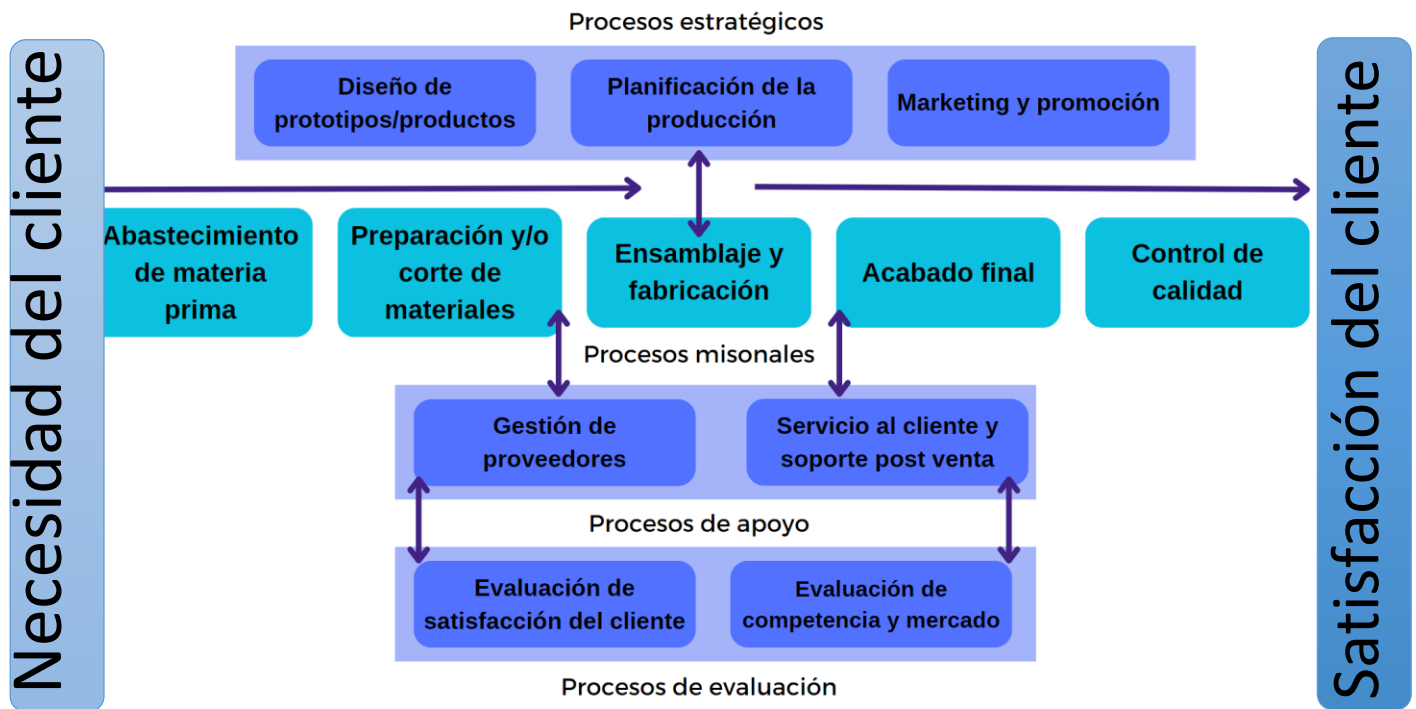 Procesos estratégicos
Necesidad del cliente
Diseño de
prototipos/productos
Planificación de la
producción
Marketing y promoción
Abastecimiento
de materia
prima
Preparación y/o
corte de
materiales
Ensamblaje y
fabricación
Acabado final
Control de
calidad
Procesos misonales
Gestión de
proveedores
Servicio al cliente y
soporte post venta
Procesos de apoyo
Evaluación de
satisfacción del cliente
Evaluación de
competencia y mercado
Procesos de evaluación
Satisfacción del cliente